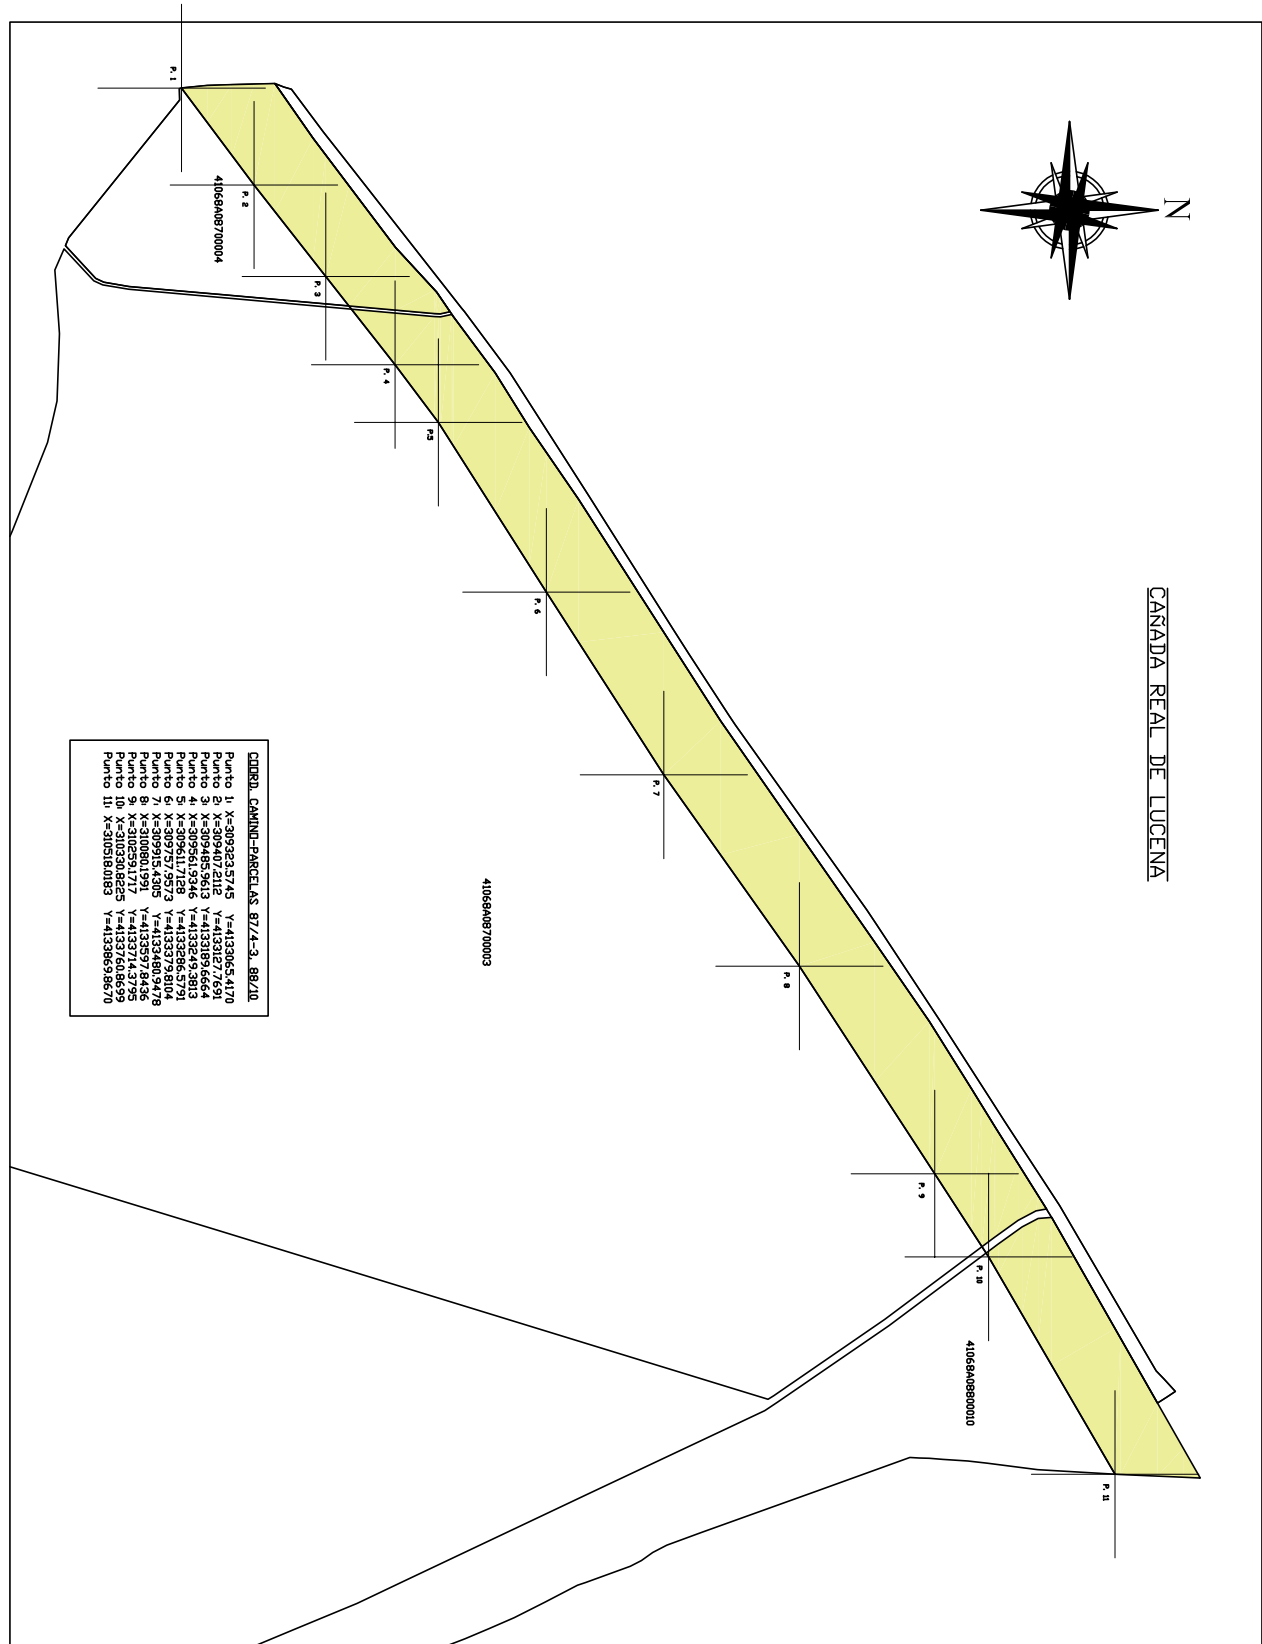 N
CAÑADA REAL DE LUCENA
P. 1
P. 2
P. 3
P. 4
P.5
P. 6
P. 7
P. 8
P. 9
P. 10
P. 11
41068A08700004
41068A08700003
41068A08800010
COORD. CAMINO-PARCELAS 87/4-3, 88/10
Punto 1: X=309323.5745 Y=4133065.4170
Punto 2: X=309407.2112 Y=4133127.7691
Punto 3: X=309485.9613 Y=4133189.6664
Punto 4: X=309561.9346 Y=4133249.3813
Punto 5: X=309611.7128 Y=4133286.5791
Punto 6: X=309757.9573 Y=4133379.8104
Punto 7: X=309915.4305 Y=4133480.9478
Punto 8: X=310080.1991 Y=4133597.8436
Punto 9: X=310259.1717 Y=4133714.3795
Punto 10: X=310330.8225 Y=4133760.8699
Punto 11: X=310518.0183 Y=4133869.8670